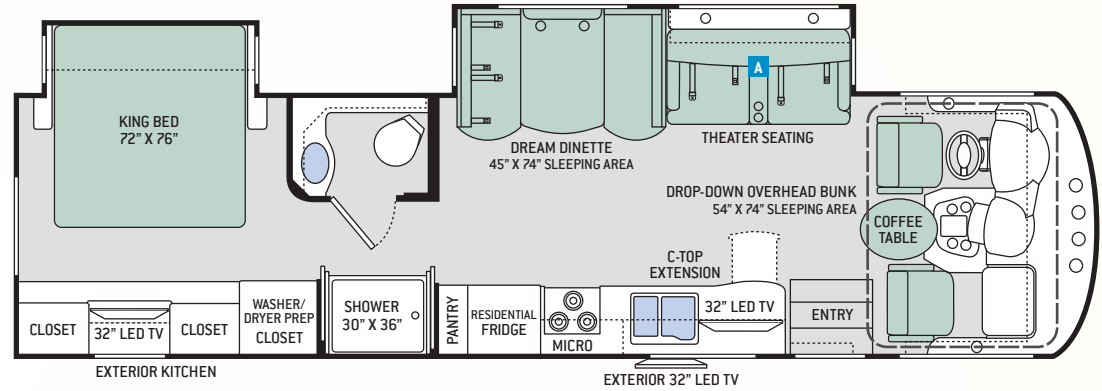 A
KING BED
72" X 76"
DREAM DINETTE
45" X 74" SLEEPING AREA
THEATER SEATING
DROP-DOWN OVERHEAD BUNK
54" X 74" SLEEPING AREA
COFFEE
TABLE
C-TOP
EXTENSION
CLOSET
32" LED TV
CLOSET
WASHER/
DRYER PREP
CLOSET
SHOWER
30" X 36"
PANTRY
RESIDENTIAL
FRIDGE
MICRO
32" LED TV
ENTRY
EXTERIOR KITCHEN
EXTERIOR 32" LED TV